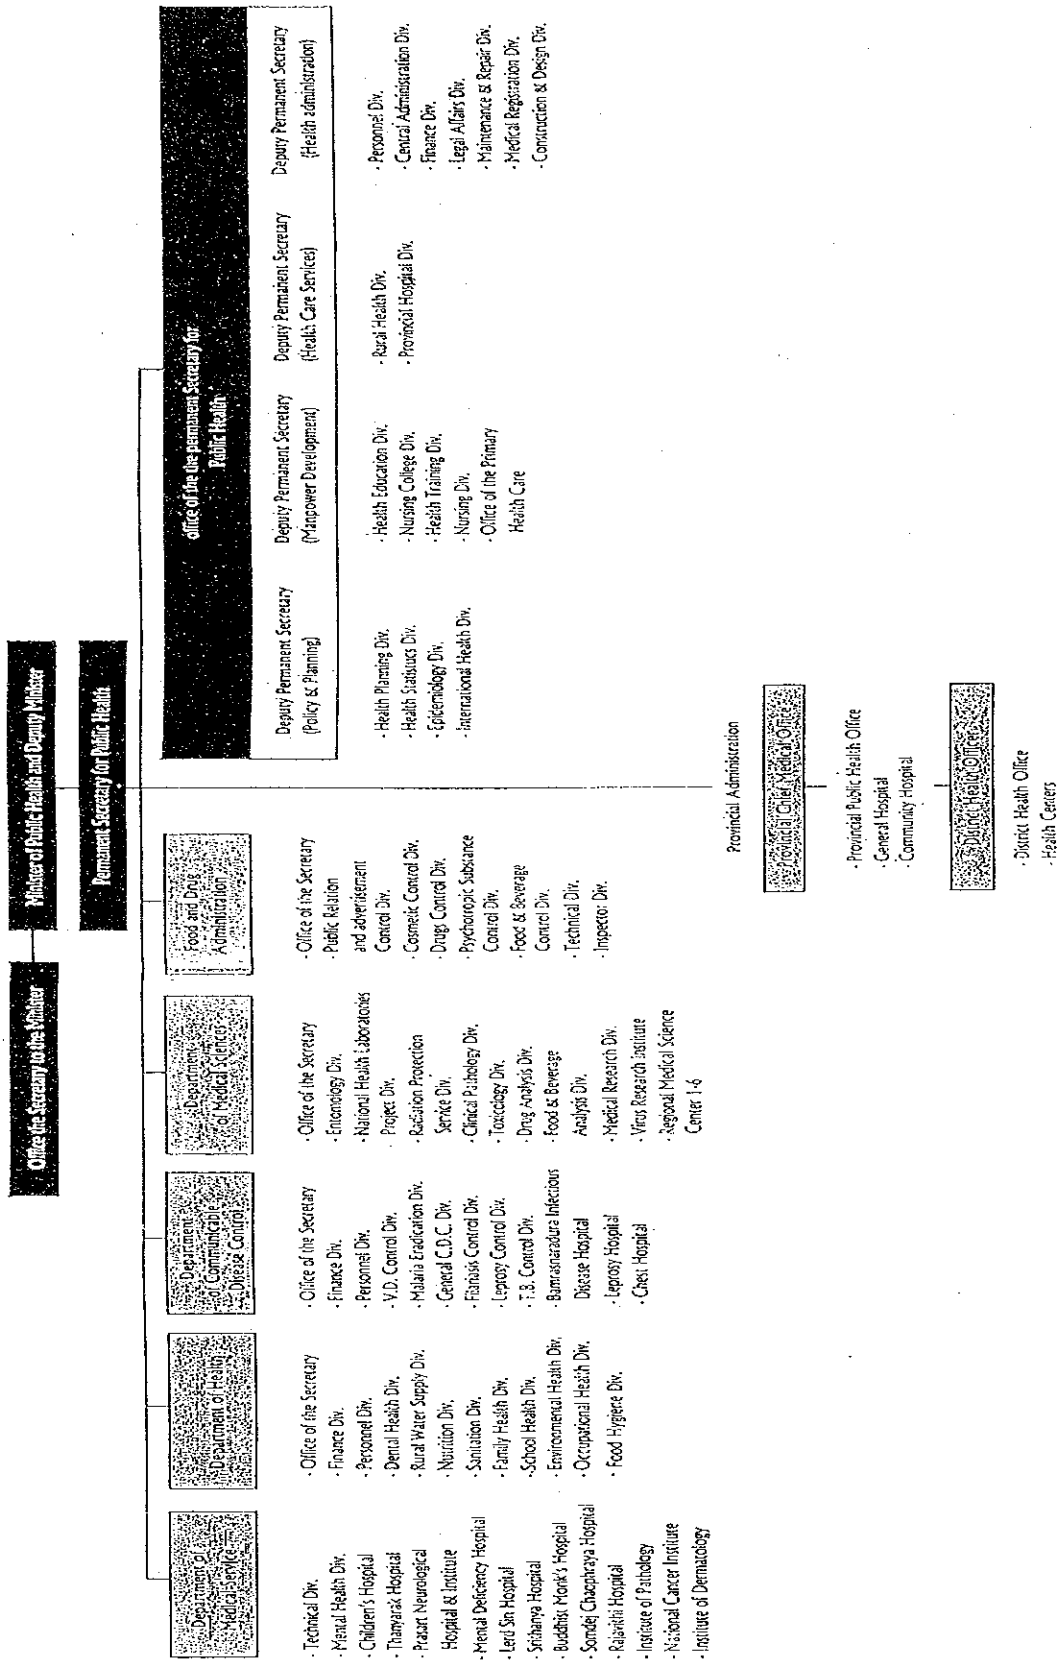 Office the Secretary to the Minister
Minister of Public Health and Deputy Minister
Permanent Secretary for Public Health
Department of
Medical Service
- Technical Div.
- Mental Health Div.
- Children's Hospital
- Thanyarak Hospital
- Prasart Neurological
Hospital & Institute
- Mental Deficiency Hospital
- Lerd Sin Hospital
- Srithanya Hospital
- Buddhist Monk's Hospital
- Somdej Chaophraya Hospital
- Rajavithi Hospital
- Institute of Pathology
- National Cancer Institute
- Institute of Dermatology
Department of Health
Department of Health
- Office of the Secretary
- Finance Div.
- Personnel Div.
- Dental Health Div.
- Rural Water Supply Div.
- Nutrition Div.
- Sanitation Div.
- Family Health Div.
- School Health Div.
- Environmental Health Div.
- Occupational Health Div.
- Food Hygiene Div.
Department
of Communicable
Disease Control
- Office of the Secretary
- Finance Div.
- Personnel Div.
- V.D. Control Div.
- Malaria Eradication Div.
- General C.D.C. Div.
- Filariasis Control Div.
- Leprosy Control Div.
- T.B. Control Div.
- Bamrasnaradura Infectious
Disease Hospital
- Leprosy Hospital
- Chest Hospital
Department
of Medical Sciences
- Office of the Secretary
- Entomology Div.
- National Health Laboratories
Project Div.
- Radiation Protection
Service Div.
- Clinical Pathology Div.
- Toxicology Div.
- Drug Analysis Div.
- Food & Beverage
Analysis Div.
- Medical Research Div.
- Virus Research Institute
- Regional Medical Science
Center 1-6
Food and Drug
Administration
- Office of the Secretary
- Public Relation
and advertisement
Control Div.
- Cosmetic Control Div.
- Drugs Control Div.
- Psychotropic Substance
Control Div.
- Food & Beverage
Control Div.
- Technical Div.
- Inspector Div.
office of the the permanent Secretary for
Public Health
Deputy Permanent Secretary
(Policy & Planning)
- Health Planning Div.
- Health Statistucs Div.
- Epidemiology Div.
- International Health Div.
Deputy Permanent Secretary
(Manpower Development)
- Health Education Div.
- Nursing College Div.
- Health Training Div.
- Nursing Div.
- Office of the Primary
Health Care
Deputy Permanent Secretary
(Health Care Services)
- Rural Health Div.
- Provincial Hospital Div.
Deputy Permanent Secretary
(Health administration)
- Personnel Div.
- Central Administration Div.
- Finance Div.
- Legal Affairs Div.
- Maintenance & Repair Div.
- Medical Registration Div.
- Construction & Design Div.
Provincial Administration
Provincial Chief Medical Office
- Provincial Public Health Office
- General Hospital
- Community Hospital
District Health Officer
- District Health Office
- Health Centers